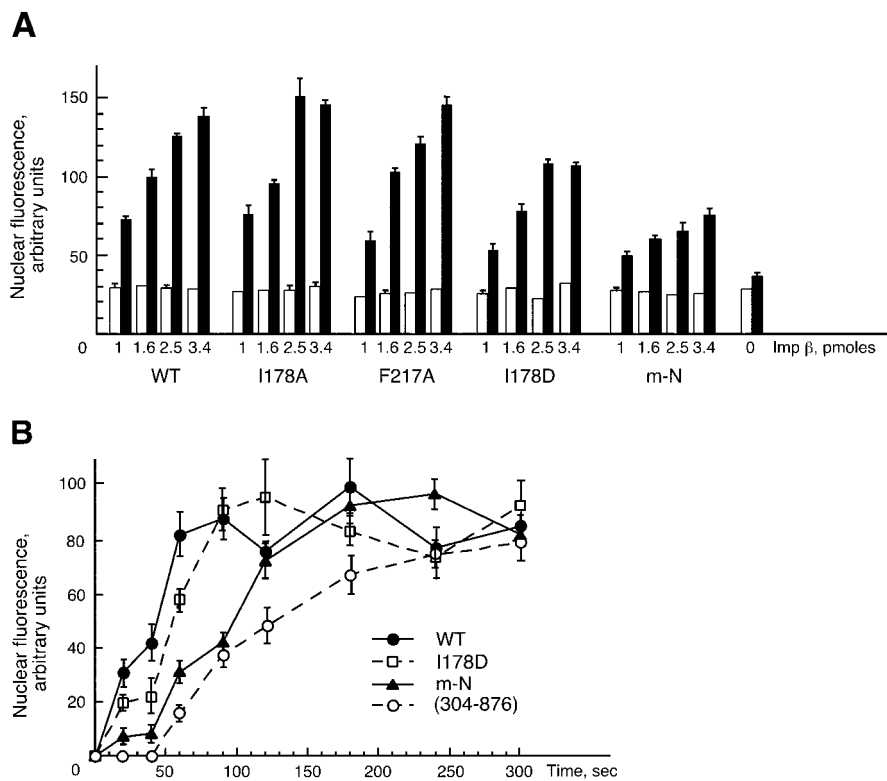 A
Nuclear fluorescence,
arbitrary units
150
100
50
0
1 1.6 2.5 3.4 1 1.6 2.5 3.4 1 1.6 2.5 3.4 1 1.6 2.5 3.4 1 1.6 2.5 3.4 0 Imp β, pmoles
WT I178A F217A I178D m-N
B
Nuclear fluorescence,
arbitrary units
100
80
60
40
20
0
WT
I178D
m-N
(304-876)
50 100 150 200 250 300 Time, sec